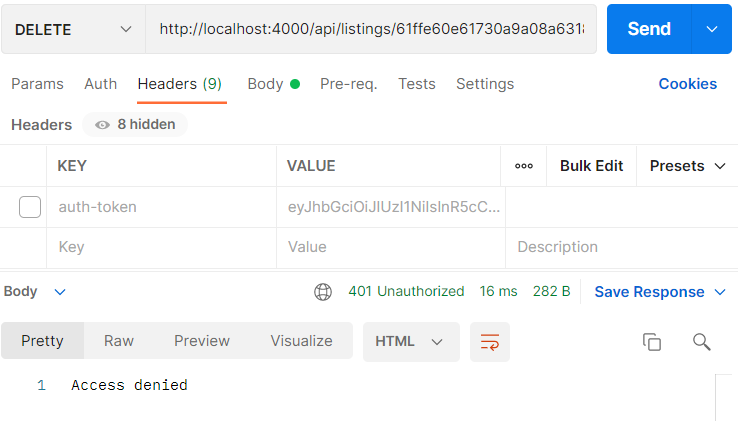 DELETE http://localhost:4000/api/listings/61ffe60e61730a9a08a631 Send
Params Auth Headers (9) Body Pre-req. Tests Settings Cookies
Headers 8 hidden
KEY VALUE ooo Bulk Edit Presets
auth-token eyJhbGciOiJIUzI1NiIsInR5cC...
Key Value Description
Body 401 Unauthorized 16 ms 282 B Save Response
Pretty Raw Preview Visualize HTML
1 Access denied